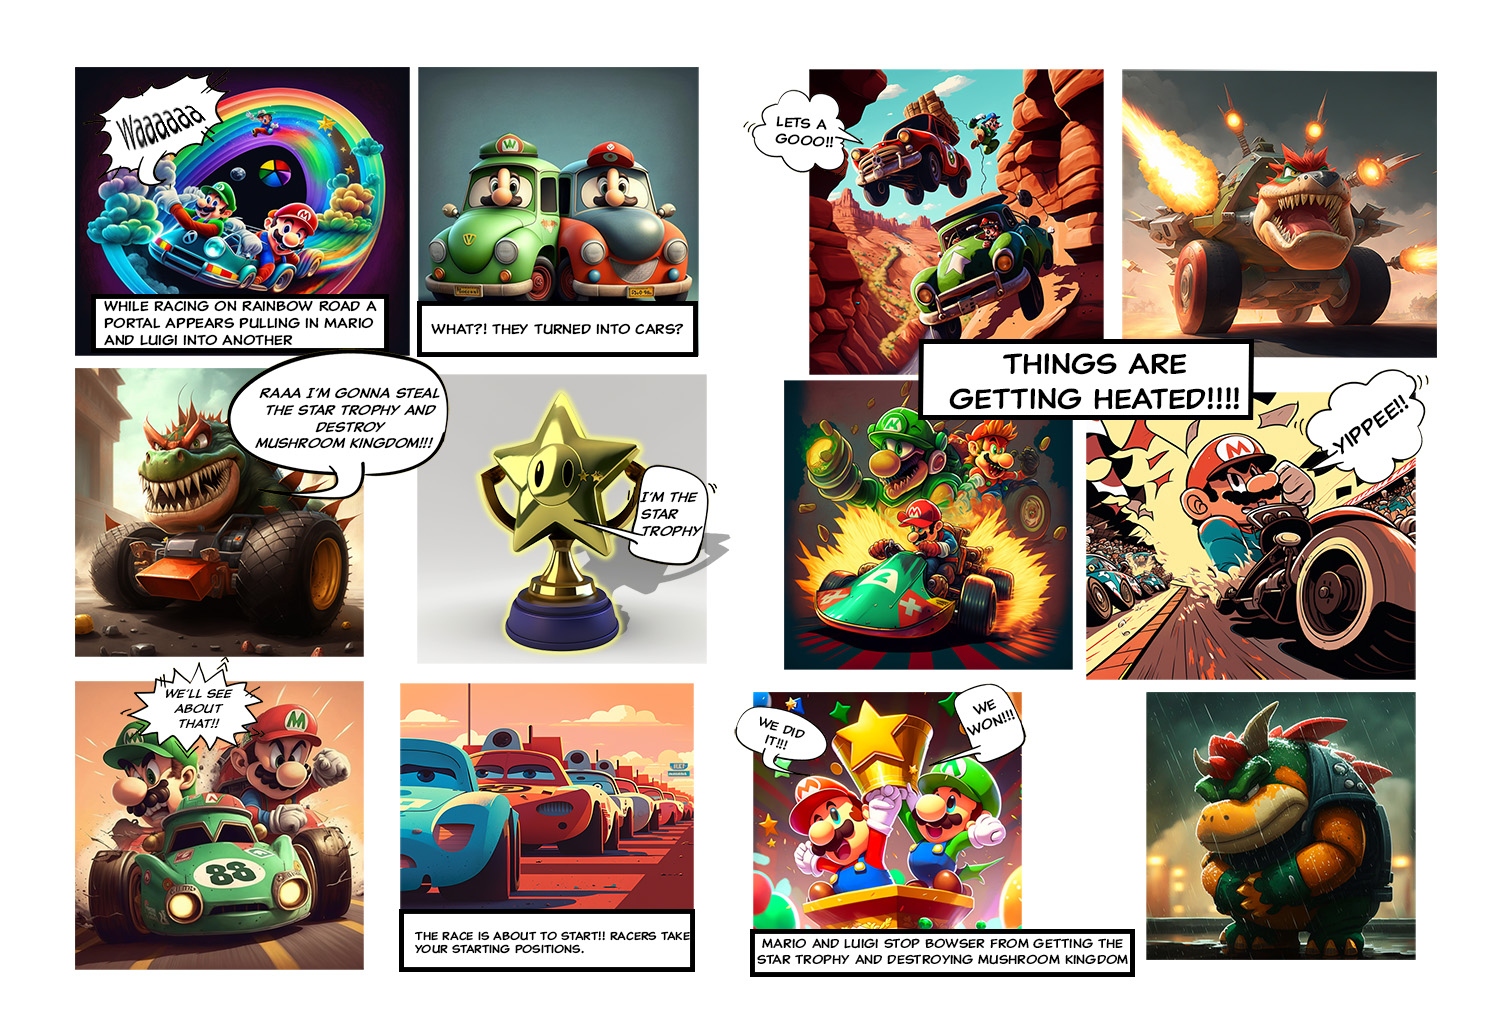 Waaaaaa
WHILE RACING ON RAINBOW ROAD A
PORTAL APPEARS PULLING IN MARIO
AND LUIGI INTO ANOTHER
WHAT?! THEY TURNED INTO CARS?
RAAA I'M GONNA STEAL
THE STAR TROPHY AND
DESTROY
MUSHROOM KINGDOM!!!
I'M THE
STAR
TROPHY
WE'LL SEE
ABOUT
THAT!!
88
THE RACE IS ABOUT TO START!! RACERS TAKE
YOUR STARTING POSITIONS.
LETS A
GOOO!!
THINGS ARE
GETTING HEATED!!!!
YIPPEE!!
WE DID
IT!!!
WE
WON!!!
MARIO AND LUIGI STOP BOWSER FROM GETTING THE
STAR TROPHY AND DESTROYING MUSHROOM KINGDOM